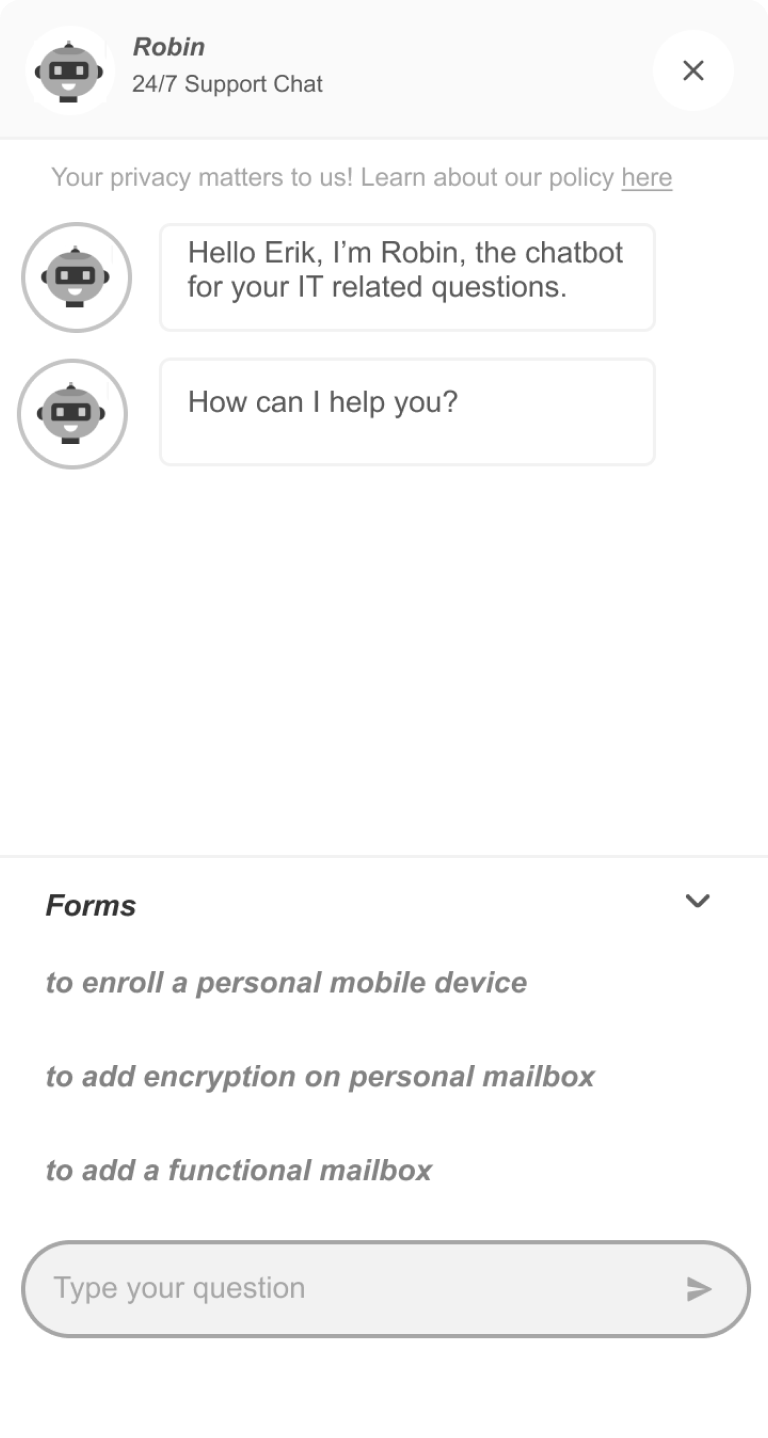 Robin
24/7 Support Chat
Your privacy matters to us! Learn about our policy here
Hello Erik, I’m Robin, the chatbot
for your IT related questions.
How can I help you?
Forms
to enroll a personal mobile device
to add encryption on personal mailbox
to add a functional mailbox
Type your question